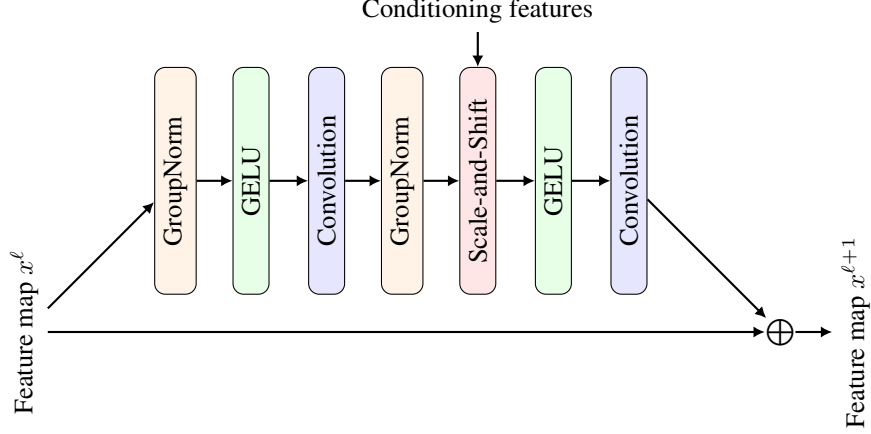 Conditioning features
Feature map x^ℓ
GroupNorm
GELU
Convolution
GroupNorm
Scale-and-Shift
GELU
Convolution
Feature map x^{ℓ+1}